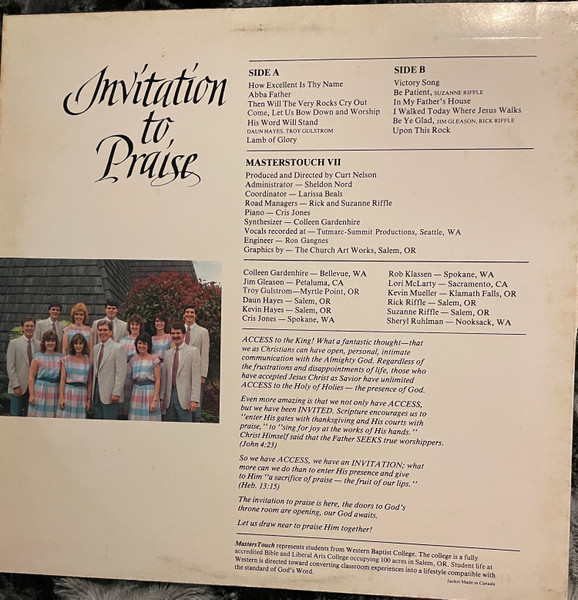 Invitation
to
Praise
SIDE A
How Excellent Is Thy Name
Abba Father
Then Will The Very Rocks Cry Out
Come, Let Us Bow Down and Worship
His Word Will Stand
DAUN HAYES, TROY GULSTROM
Lamb of Glory
SIDE B
Victory Song
Be Patient, SUZANNE RIFFLE
In My Father's House
I Walked Today Where Jesus Walks
Be Ye Glad, JIM GLEASON, RICK RIFFLE
Upon This Rock
MASTERSTOUCH VII
Produced and Directed by Curt Nelson
Administrator — Sheldon Nord
Coordinator — Larissa Beals
Road Managers — Rick and Suzanne Riffle
Piano — Cris Jones
Synthesizer — Colleen Gardenhire
Vocals recorded at — Tutmarc-Summit Productions, Seattle, WA
Engineer — Ron Gangnes
Graphics by — The Church Art Works, Salem, OR
Colleen Gardenhire — Bellevue, WA
Jim Gleason — Petaluma, CA
Troy Gulstrom—Myrtle Point, OR
Daun Hayes — Salem, OR
Kevin Hayes — Salem, OR
Cris Jones — Spokane, WA
Rob Klassen — Spokane, WA
Lori McLarty — Sacramento, CA
Kevin Mueller — Klamath Falls, OR
Rick Riffle — Salem, OR
Suzanne Riffle — Salem, OR
Sheryl Ruhlman — Nooksack, WA
ACCESS to the King! What a fantastic thought—that
we as Christians can have open, personal, intimate
communication with the Almighty God. Regardless of
the frustrations and disappointments of life, those who
have accepted Jesus Christ as Savior have unlimited
ACCESS to the Holy of Holies — the presence of God.
Even more amazing is that we not only have ACCESS,
but we have been INVITED. Scripture encourages us to
"enter His gates with thanksgiving and His courts with
praise," to "sing for joy at the works of His hands."
Christ Himself said that the Father SEEKS true worshippers.
(John 4:23)
So we have ACCESS, we have an INVITATION; what
more can we do than to enter His presence and give
to Him "a sacrifice of praise — the fruit of our lips."
(Heb. 13:15)
The invitation to praise is here, the doors to God's
throne room are opening, our God awaits.
Let us draw near to praise Him together!
MastersTouch represents students from Western Baptist College. The college is a fully
accredited Bible and Liberal Arts College occupying 100 acres in Salem, OR. Student life at
Western is directed toward converting classroom experiences into a lifestyle compatible with
the standard of God's Word.
Jacket Made in Canada